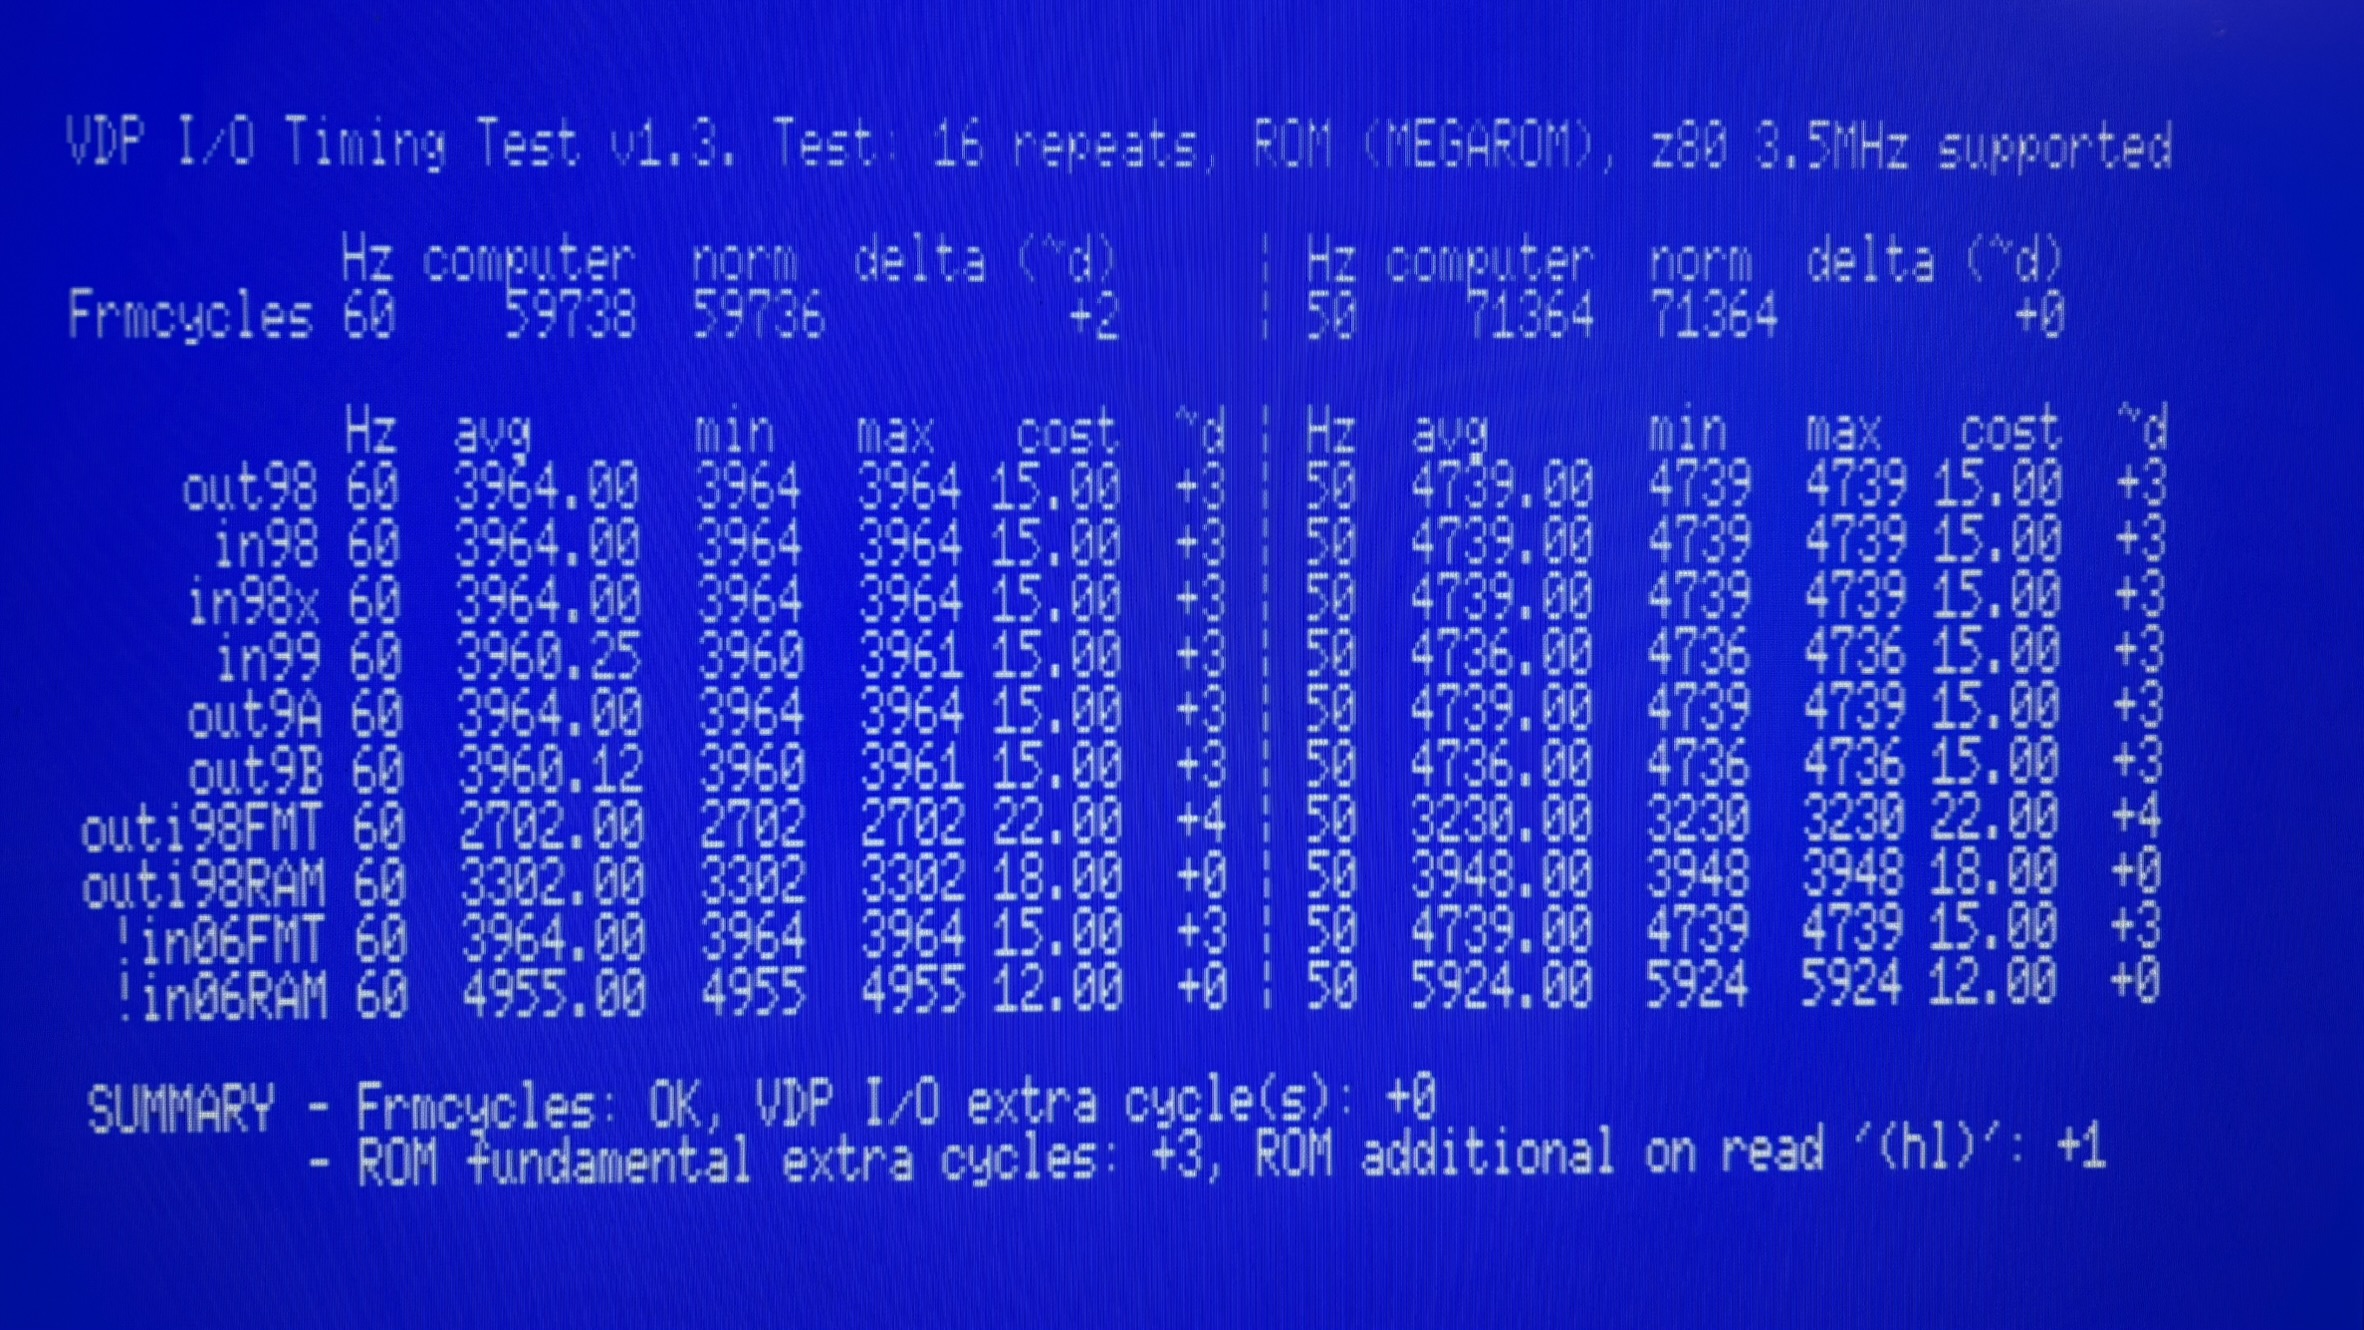 VDP I/O Timing Test v1.3. Test: 16 repeats, ROM (MEGAROM), z80 3.5MHz supported
Hz computer norm delta (~d) ¦ Hz computer norm delta (~d)
Frmcycles 60 59738 59736 +2 ¦ 50 71364 71364 +0
Hz avg min max cost ~d ¦ Hz avg min max cost ~d
out98 60 3964.00 3964 3964 15.00 +3 ¦ 50 4739.00 4739 4739 15.00 +3
in98 60 3964.00 3964 3964 15.00 +3 ¦ 50 4739.00 4739 4739 15.00 +3
in98x 60 3964.00 3964 3964 15.00 +3 ¦ 50 4739.00 4739 4739 15.00 +3
in99 60 3960.25 3960 3961 15.00 +3 ¦ 50 4736.00 4736 4736 15.00 +3
out9A 60 3964.00 3964 3964 15.00 +3 ¦ 50 4739.00 4739 4739 15.00 +3
out9B 60 3960.12 3960 3961 15.00 +3 ¦ 50 4736.00 4736 4736 15.00 +3
outi98FMT 60 2702.00 2702 2702 22.00 +4 ¦ 50 3230.00 3230 3230 22.00 +4
outi98RAM 60 3302.00 3302 3302 18.00 +0 ¦ 50 3948.00 3948 3948 18.00 +0
!in06FMT 60 3964.00 3964 3964 15.00 +3 ¦ 50 4739.00 4739 4739 15.00 +3
!in06RAM 60 4955.00 4955 4955 12.00 +0 ¦ 50 5924.00 5924 5924 12.00 +0
SUMMARY - Frmcycles: OK, VDP I/O extra cycle(s): +0
- ROM fundamental extra cycles: +3, ROM additional on read '(hl)': +1